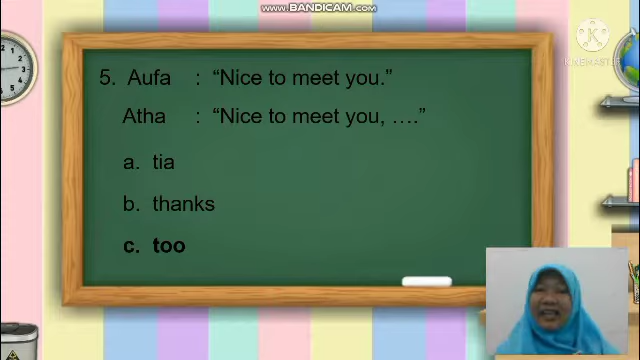 www.BANDICAM.com
KINEMASTER
5. Aufa : “Nice to meet you.”
Atha : “Nice to meet you, ….”
a. tia
b. thanks
c. too